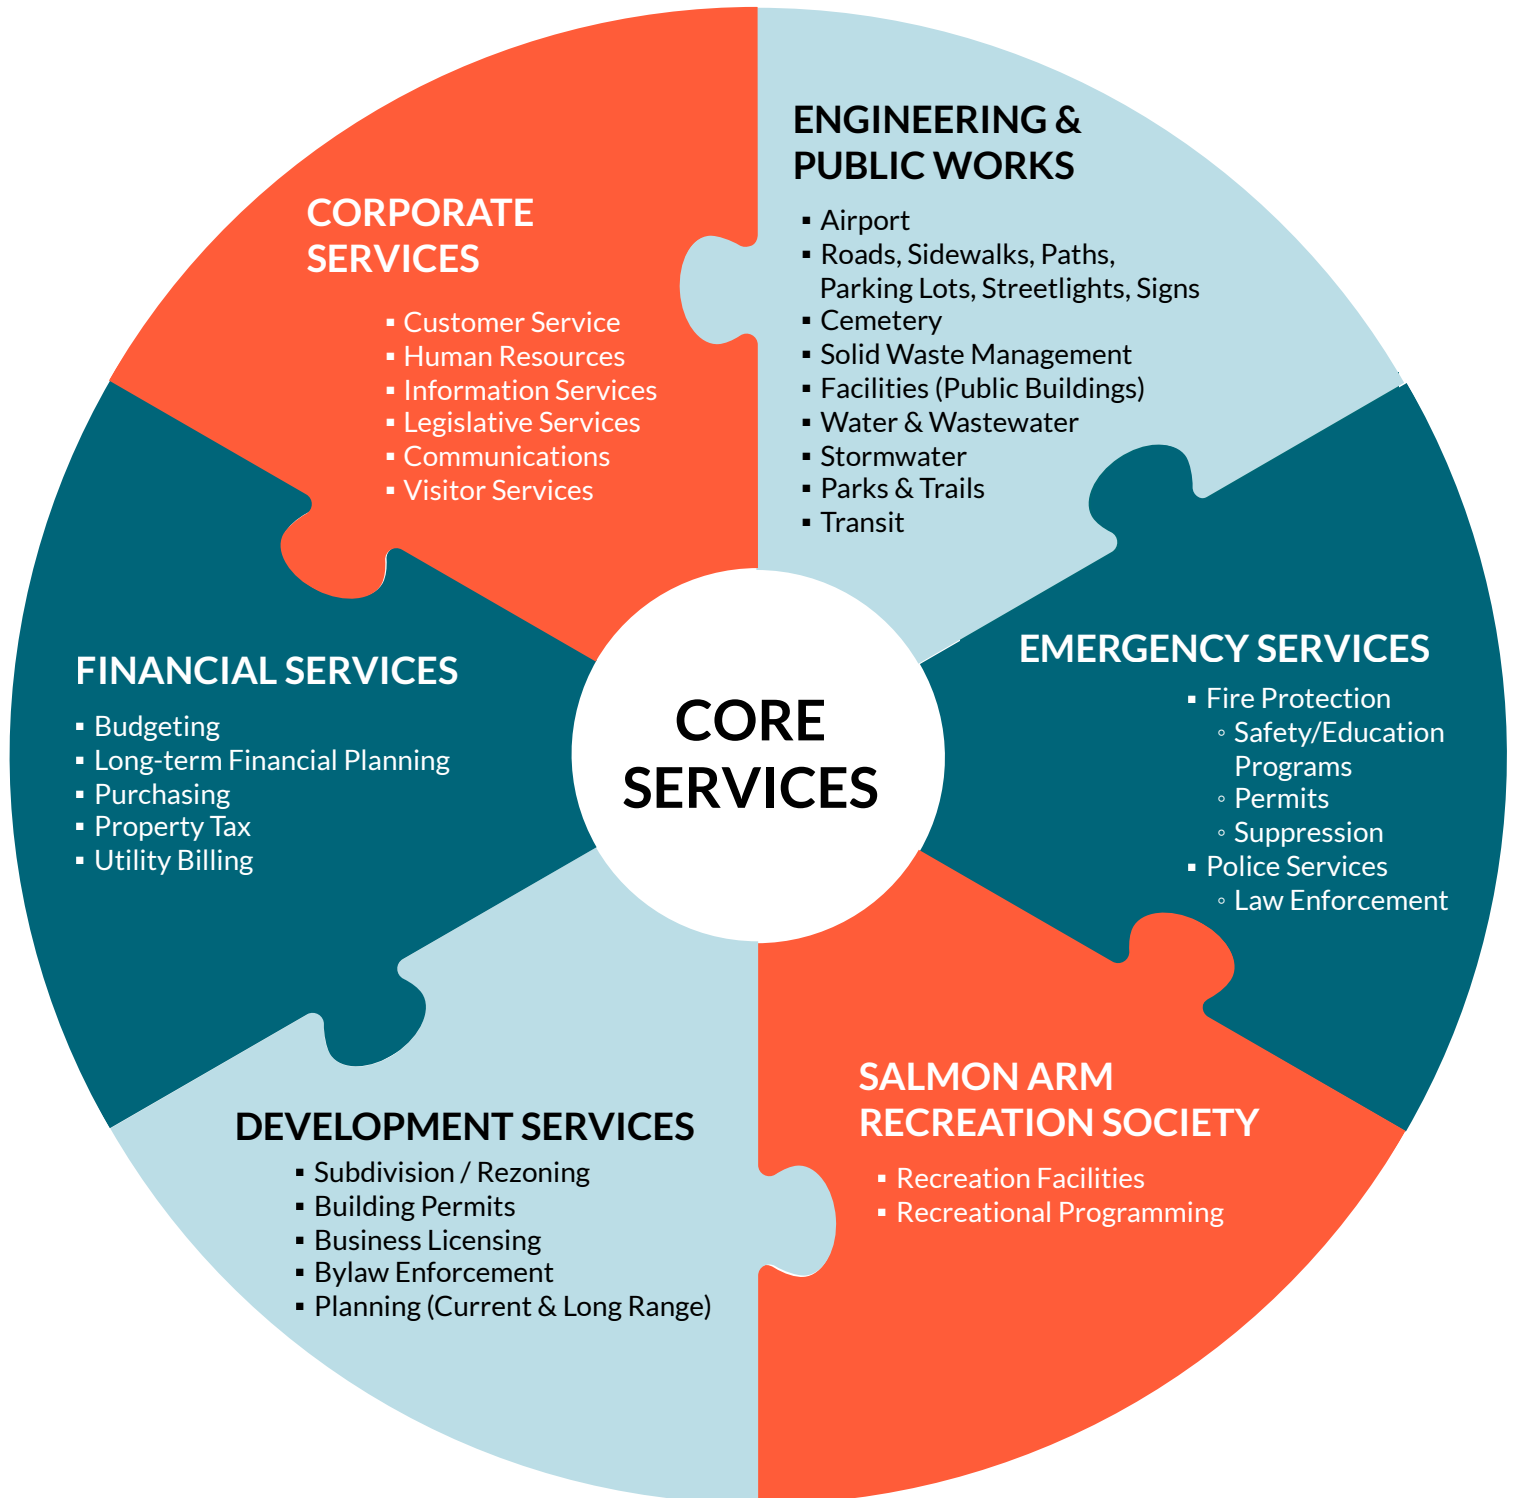 CORPORATE
SERVICES
▪ Customer Service
▪ Human Resources
▪ Information Services
▪ Legislative Services
▪ Communications
▪ Visitor Services
ENGINEERING &
PUBLIC WORKS
▪ Airport
▪ Roads, Sidewalks, Paths,
Parking Lots, Streetlights, Signs
▪ Cemetery
▪ Solid Waste Management
▪ Facilities (Public Buildings)
▪ Water & Wastewater
▪ Stormwater
▪ Parks & Trails
▪ Transit
FINANCIAL SERVICES
▪ Budgeting
▪ Long-term Financial Planning
▪ Purchasing
▪ Property Tax
▪ Utility Billing
CORE
SERVICES
EMERGENCY SERVICES
▪ Fire Protection
◦ Safety/Education
Programs
◦ Permits
◦ Suppression
▪ Police Services
◦ Law Enforcement
DEVELOPMENT SERVICES
▪ Subdivision / Rezoning
▪ Building Permits
▪ Business Licensing
▪ Bylaw Enforcement
▪ Planning (Current & Long Range)
SALMON ARM
RECREATION SOCIETY
▪ Recreation Facilities
▪ Recreational Programming